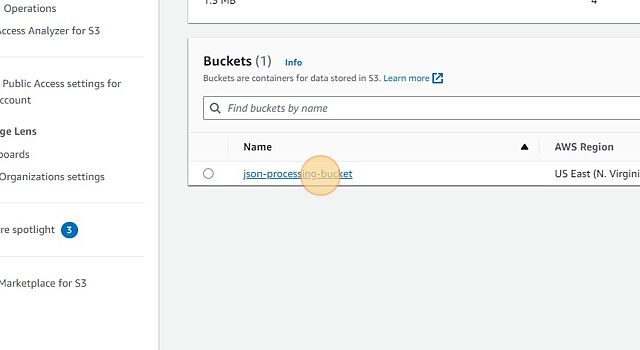 Operations
Access Analyzer for S3
Public Access settings for
account
ge Lens
boards
Organizations settings
re spotlight 3
Marketplace for S3
1.5 MB 4
Buckets (1) Info
Buckets are containers for data stored in S3. Learn more
Find buckets by name
Name AWS Region
json-processing-bucket US East (N. Virgini